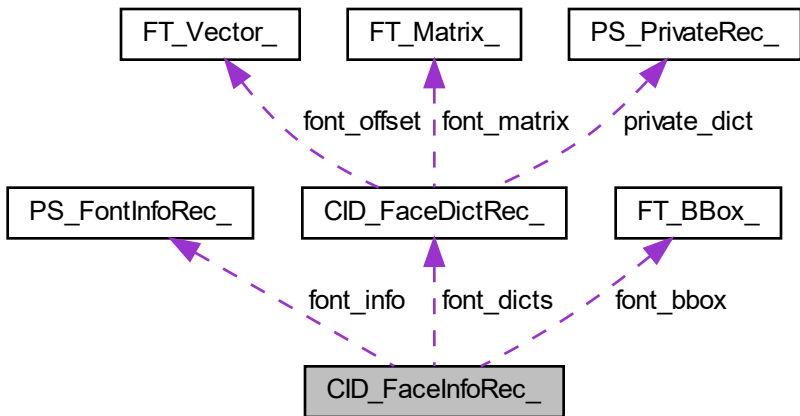 FT_Vector_
FT_Matrix_
PS_PrivateRec_
font_offset
font_matrix
private_dict
PS_FontInfoRec_
CID_FaceDictRec_
FT_BBox_
font_info
font_dicts
font_bbox
CID_FaceInfoRec_